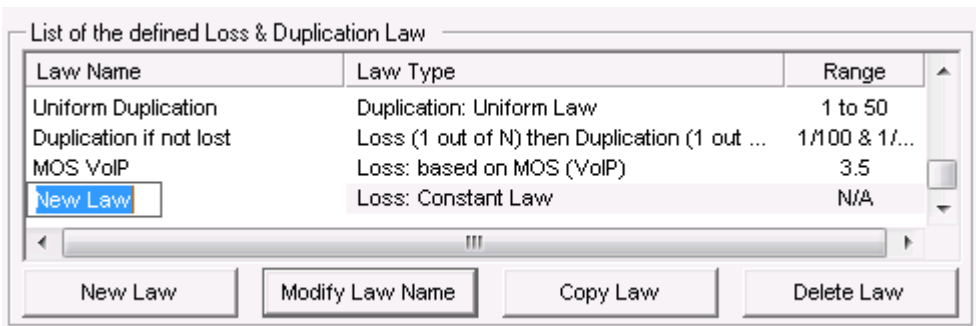 List of the defined Loss & Duplication Law
Law Name Law Type Range
Uniform Duplication Duplication: Uniform Law 1 to 50
Duplication if not lost Loss (1 out of N) then Duplication (1 out ... 1/100 & 1/...
MOS VoIP Loss: based on MOS (VoIP) 3.5
New Law Loss: Constant Law N/A
New Law Modify Law Name Copy Law Delete Law